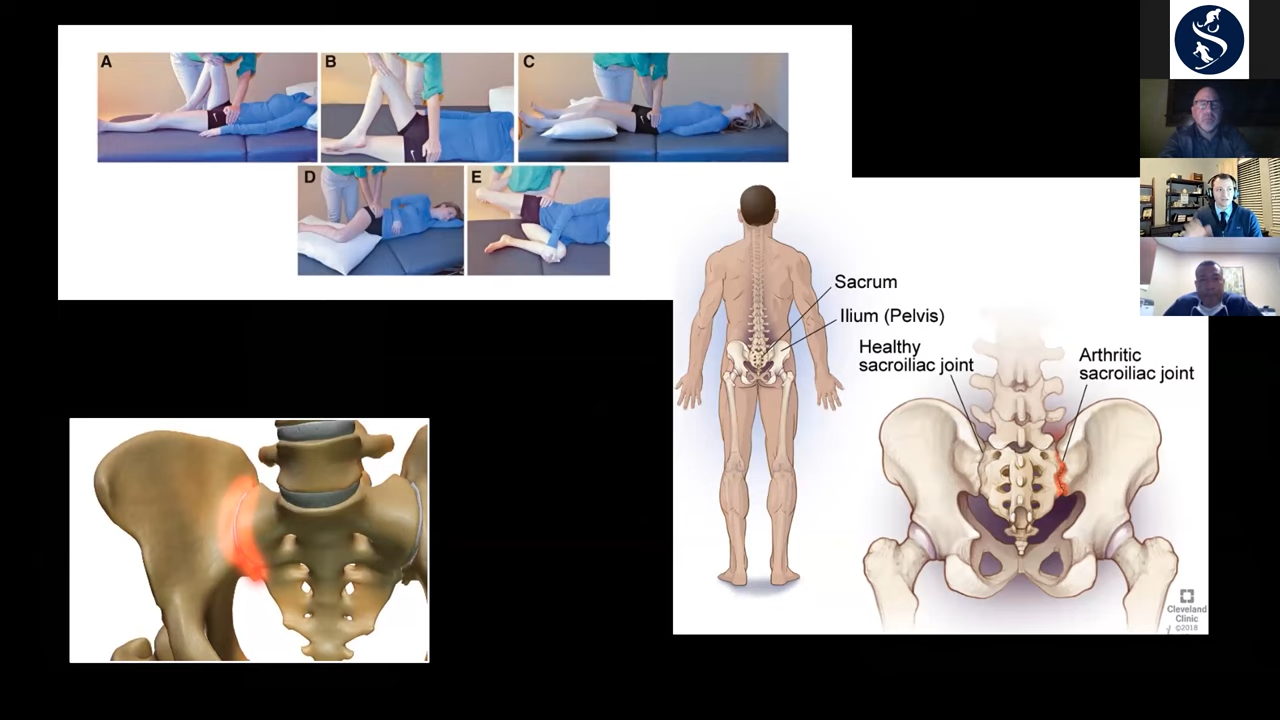 A
B
C
D
E
Sacrum
Ilium (Pelvis)
Healthy
sacroiliac joint
Arthritic
sacroiliac joint
Cleveland
Clinic
©2018